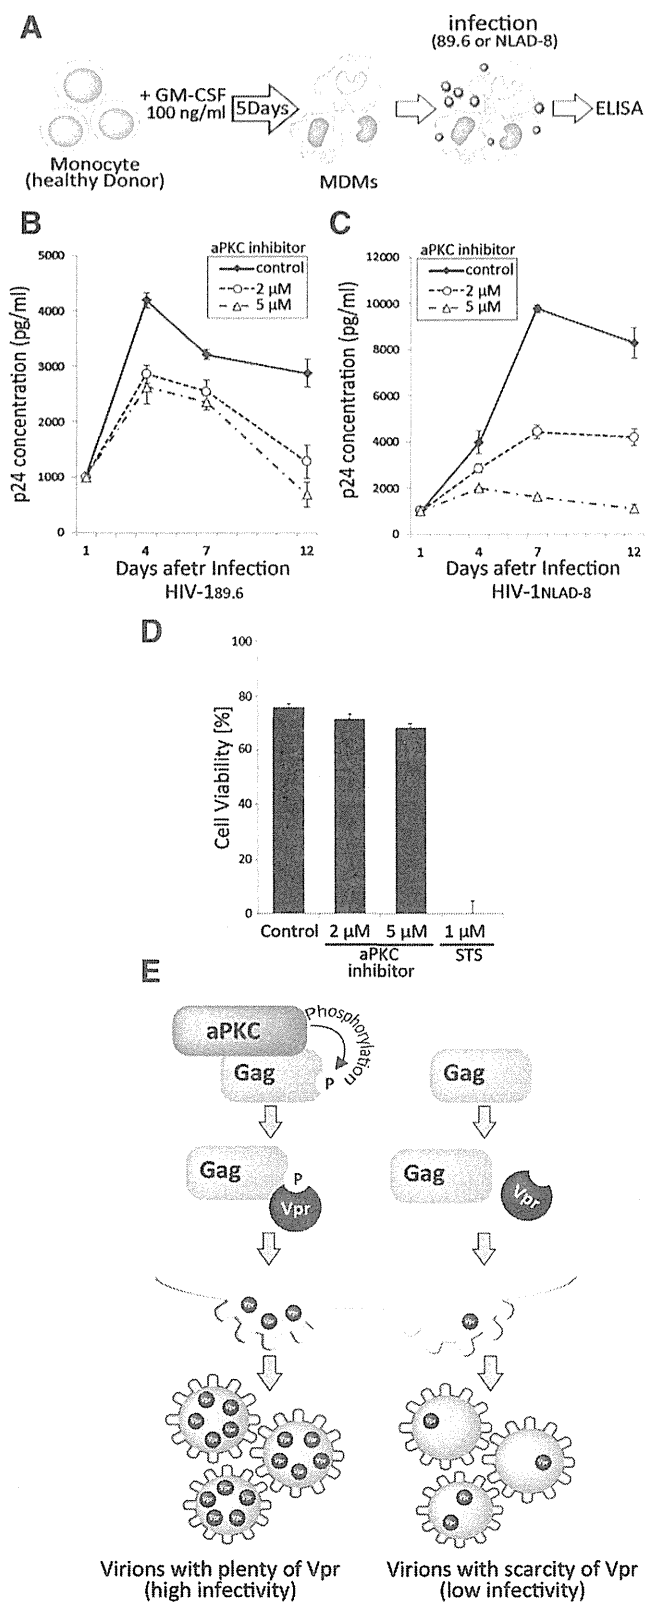 A
infection
(89.6 or NLAD-8)
+ GM-CSF
100 ng/ml
5Days
ELISA
Monocyte
(healthy Donor)
MDMs
B
aPKC inhibitor
control
2 μM
5 μM
p24 concentration (pg/ml)
5000
4000
3000
2000
1000
0
1
4
7
12
Days afetr Infection
HIV-189.6
C
aPKC inhibitor
control
2 μM
5 μM
p24 concentration (pg/ml)
12000
10000
8000
6000
4000
2000
0
1
4
7
12
Days afetr Infection
HIV-1NLAD-8
D
Cell Viability [%]
100
80
60
40
20
0
Control
2 μM
5 μM
1 μM
aPKC
inhibitor
STS
E
aPKC
Phosphorylation
Gag
P
Gag
Gag
P
Vpr
Gag
Vpr
Virions with plenty of Vpr
(high infectivity)
Virions with scarcity of Vpr
(low infectivity)